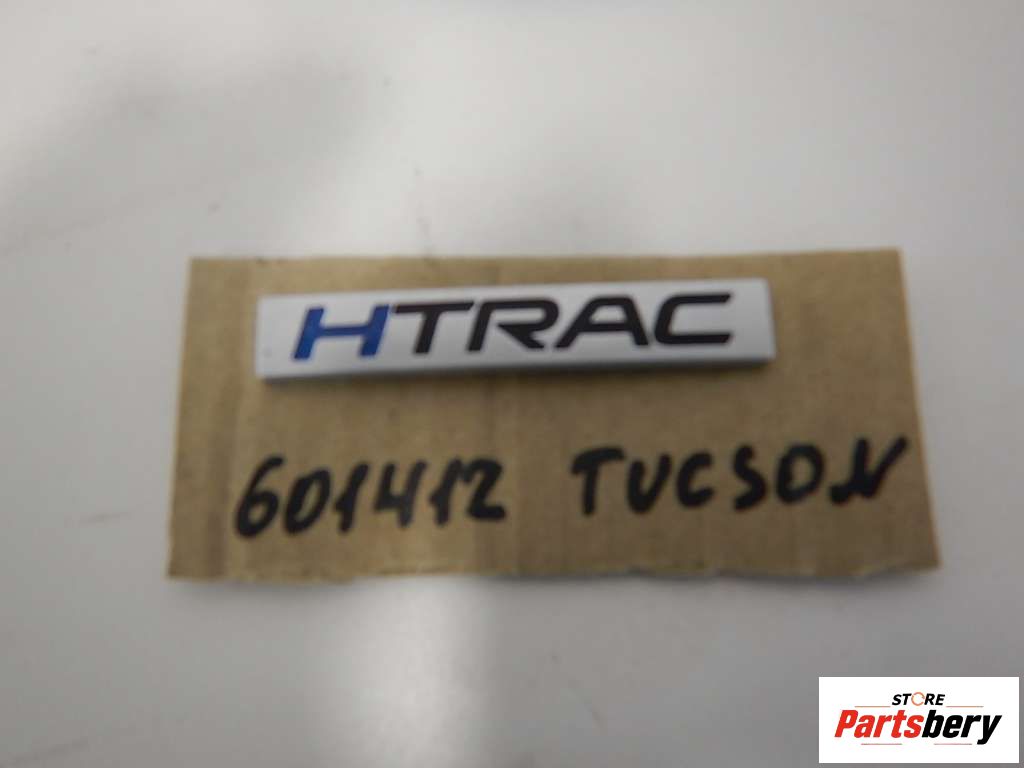 HTRAC
601412 TUCSON
STORE
Partsbery